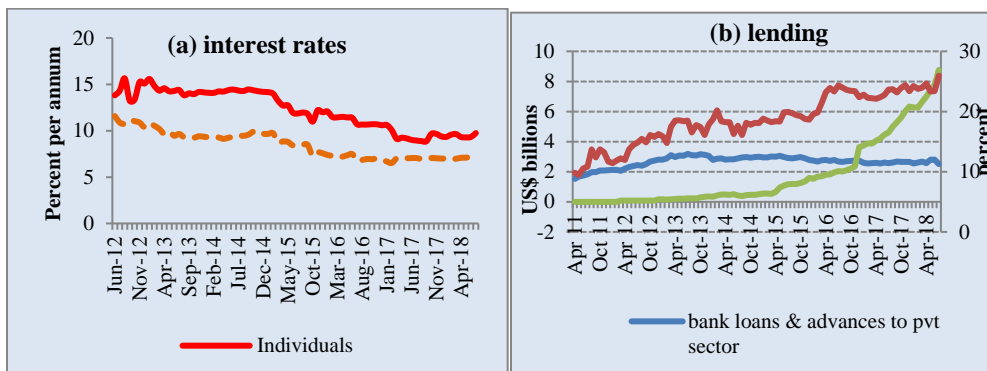 (a) interest rates
Percent per annum
20
15
10
5
0
Jun-12
Nov-12
Apr-13
Sep-13
Feb-14
Jul-14
Dec-14
May-15
Oct-15
Mar-16
Aug-16
Jan-17
Jun-17
Nov-17
Apr-18
Individuals
(b) lending
US$ billions
10
8
6
4
2
0
-2
30
20
10
0
percent
Apr 11
Oct 11
Apr 12
Oct 12
Apr-13
Oct-13
Apr-14
Oct-14
Apr-15
Oct-15
Apr-16
Oct-16
Apr-17
Oct-17
Apr-18
bank loans & advances to pvt
sector